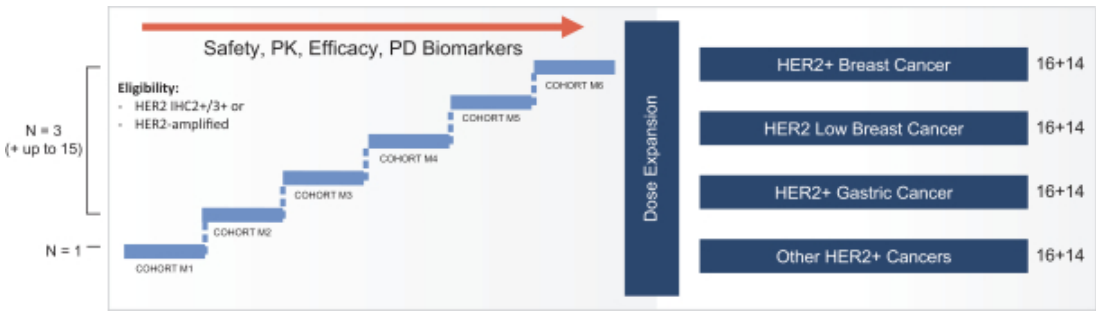 Safety, PK, Efficacy, PD Biomarkers
Eligibility:
- HER2 IHC2+/3+ or
- HER2-amplified
N = 3
(+ up to 15)
N = 1
COHORT M1
COHORT M2
COHORT M3
COHORT M4
COHORT M5
COHORT M6
Dose Expansion
HER2+ Breast Cancer 16+14
HER2 Low Breast Cancer 16+14
HER2+ Gastric Cancer 16+14
Other HER2+ Cancers 16+14